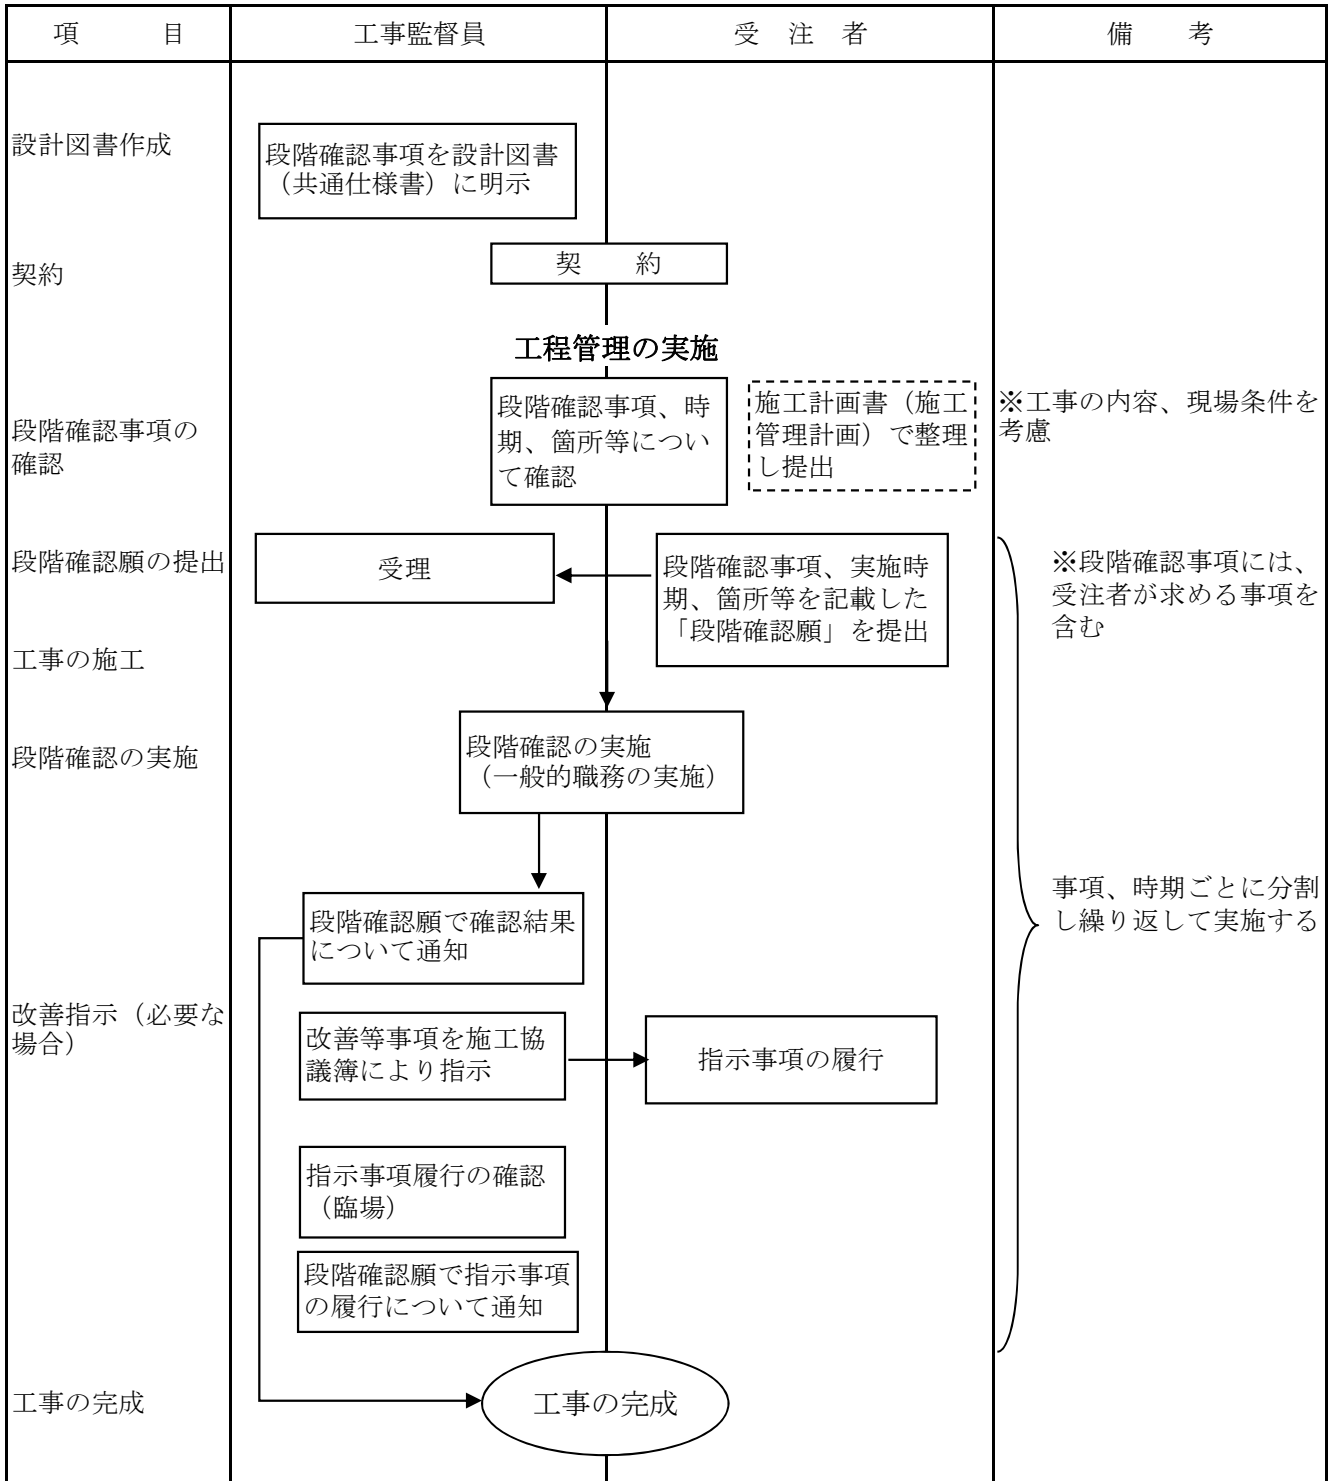 項　　　目
工事監督員
受　注　者
備　　考
設計図書作成
段階確認事項を設計図書
（共通仕様書）に明示
契約
契　　約
工程管理の実施
段階確認事項の
確認
段階確認事項、時
期、箇所等につい
て確認
施工計画書（施工
管理計画）で整理
し提出
※工事の内容、現場条件を
考慮
段階確認願の提出
受理
段階確認事項、実施時
期、箇所等を記載した
「段階確認願」を提出
※段階確認事項には、
受注者が求める事項を
含む
工事の施工
段階確認の実施
段階確認の実施
（一般的職務の実施）
段階確認願で確認結果
について通知
事項、時期ごとに分割
し繰り返して実施する
改善指示（必要な
場合）
改善等事項を施工協
議簿により指示
指示事項の履行
指示事項履行の確認
（臨場）
段階確認願で指示事項
の履行について通知
工事の完成
工事の完成